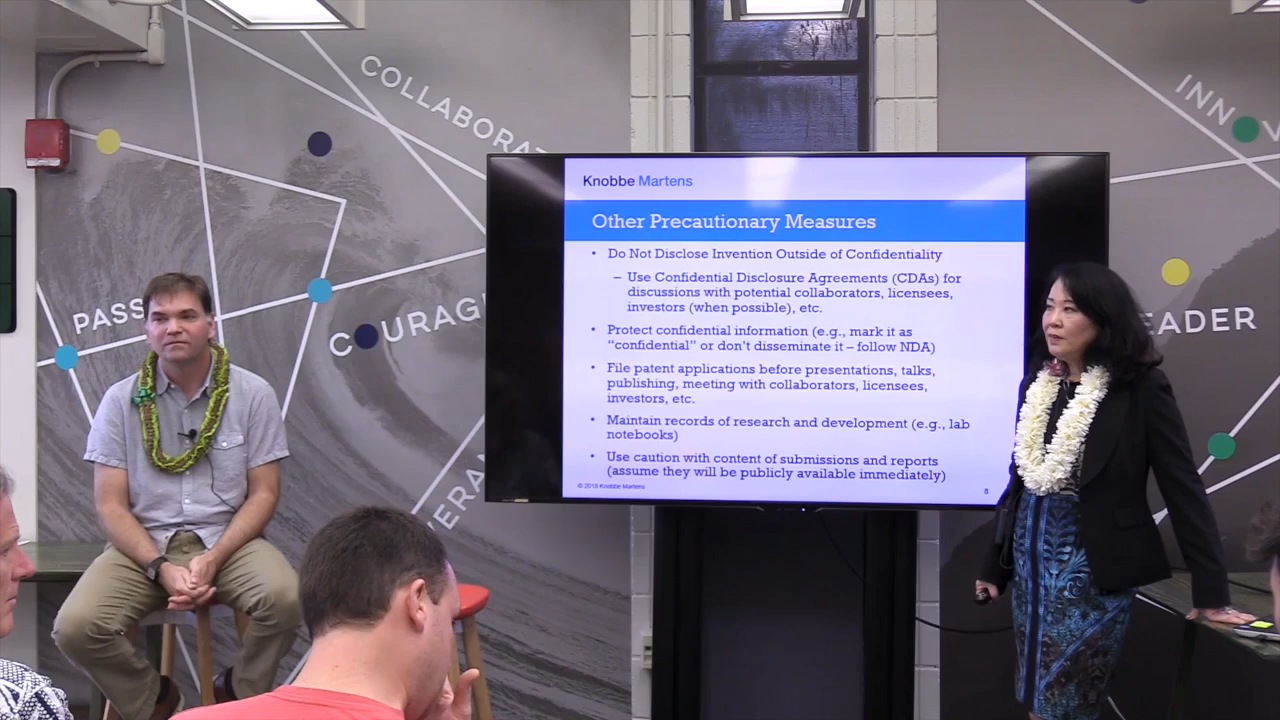 COLLABORAT
INNOV
PASS
COURAG
EADER
VERAN
Knobbe Martens
Other Precautionary Measures
• Do Not Disclose Invention Outside of Confidentiality
– Use Confidential Disclosure Agreements (CDAs) for
discussions with potential collaborators, licensees,
investors (when possible), etc.
• Protect confidential information (e.g., mark it as
“confidential” or don’t disseminate it – follow NDA)
• File patent applications before presentations, talks,
publishing, meeting with collaborators, licensees,
investors, etc.
• Maintain records of research and development (e.g., lab
notebooks)
• Use caution with content of submissions and reports
(assume they will be publicly available immediately)
© 2015 Knobbe Martens
8